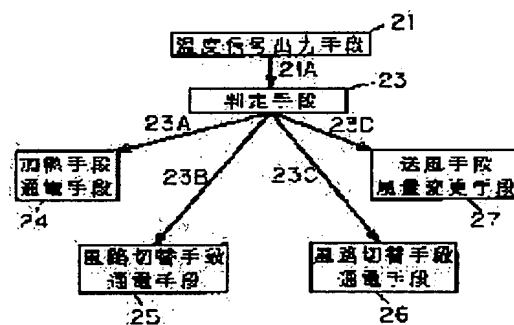 21
温度信号出力手段
21A
23
判定手段
23A
23D
23B
23C
加熱手段
通電手段
24
送風手段
風量変更手段
27
風路切替手段
通電手段
25
風路切替手段
通電手段
26